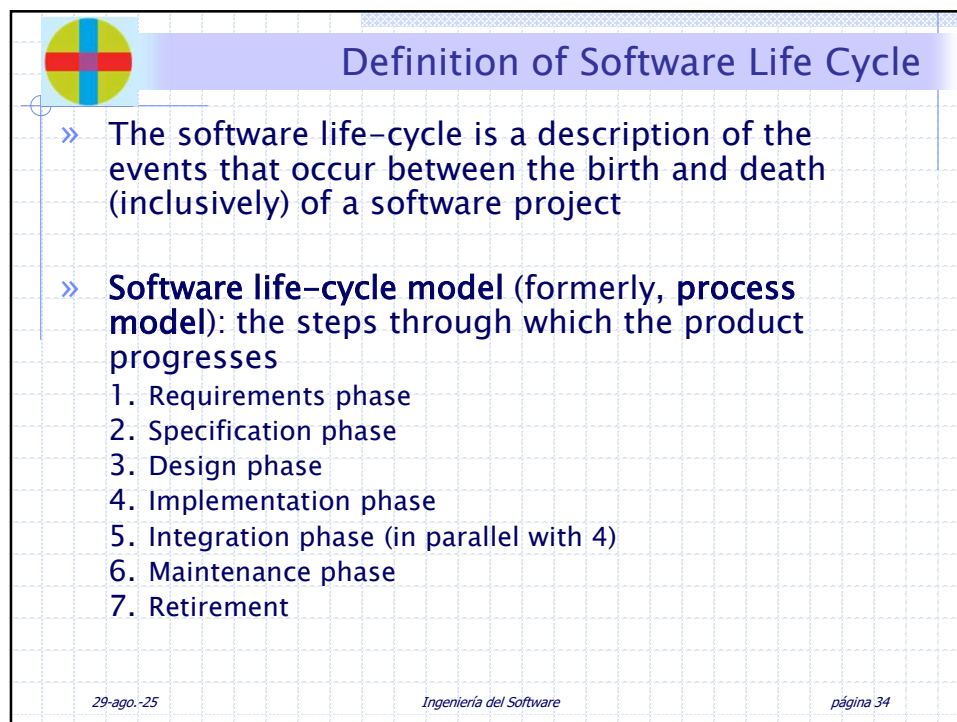 Definition of Software Life Cycle
» The software life-cycle is a description of the
events that occur between the birth and death
(inclusively) of a software project
» Software life-cycle model (formerly, process
model): the steps through which the product
progresses
1. Requirements phase
2. Specification phase
3. Design phase
4. Implementation phase
5. Integration phase (in parallel with 4)
6. Maintenance phase
7. Retirement
29-ago.-25 Ingeniería del Software página 34